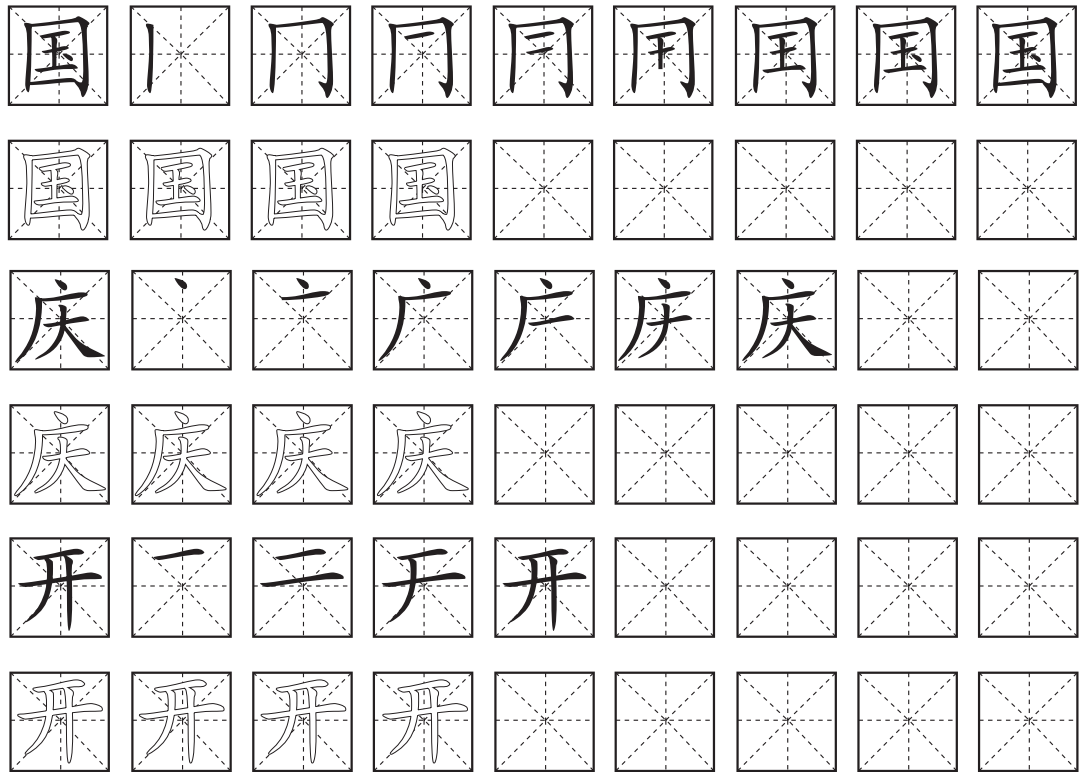 国 丨 冂 国
国 国 国 国
庆 丶 亠 广 庆
庆 庆 庆 庆
开 一 二 开
开 开 开 开